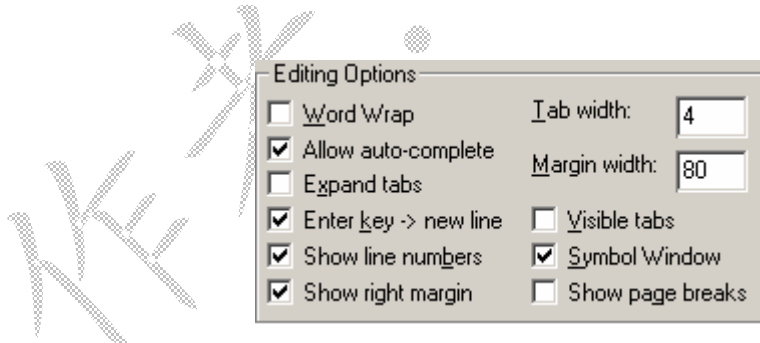 Editing Options
Word Wrap
Allow auto-complete
Expand tabs
Enter key -> new line
Show line numbers
Show right margin
Tab width: 4
Margin width: 80
Visible tabs
Symbol Window
Show page breaks